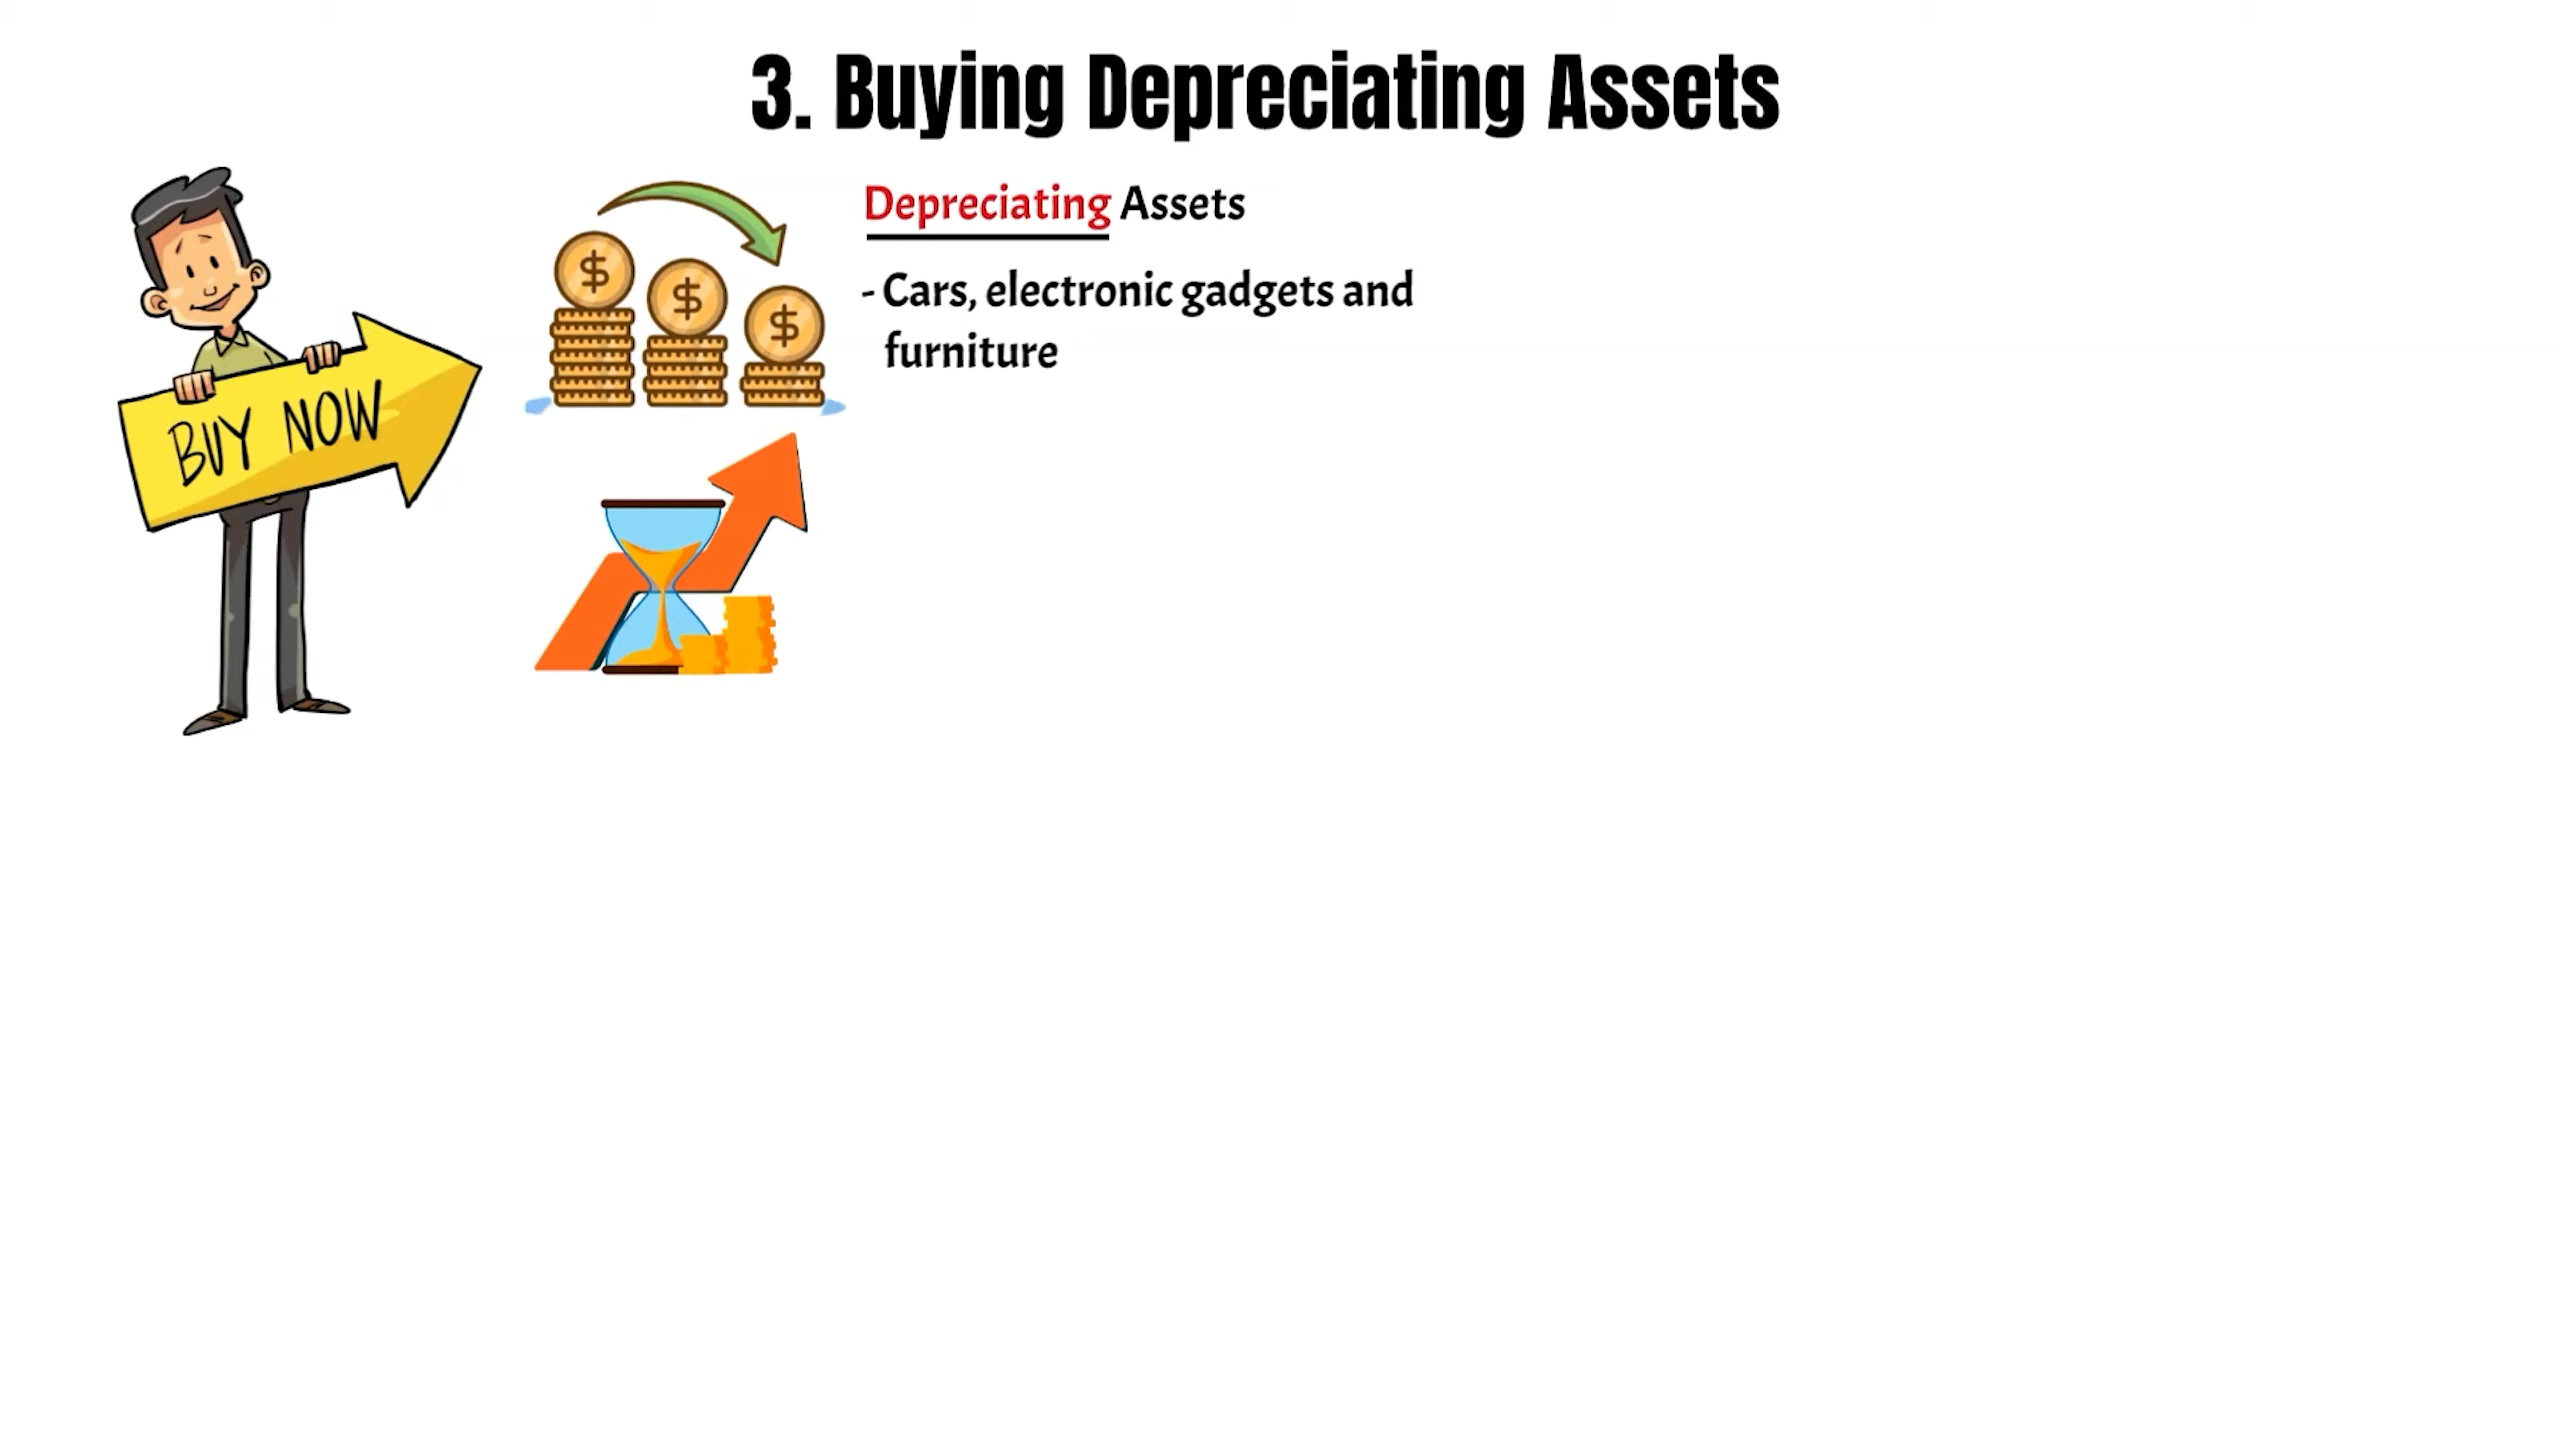 3. Buying Depreciating Assets
Depreciating Assets
- Cars, electronic gadgets and
furniture
BUY NOW
$ $ $